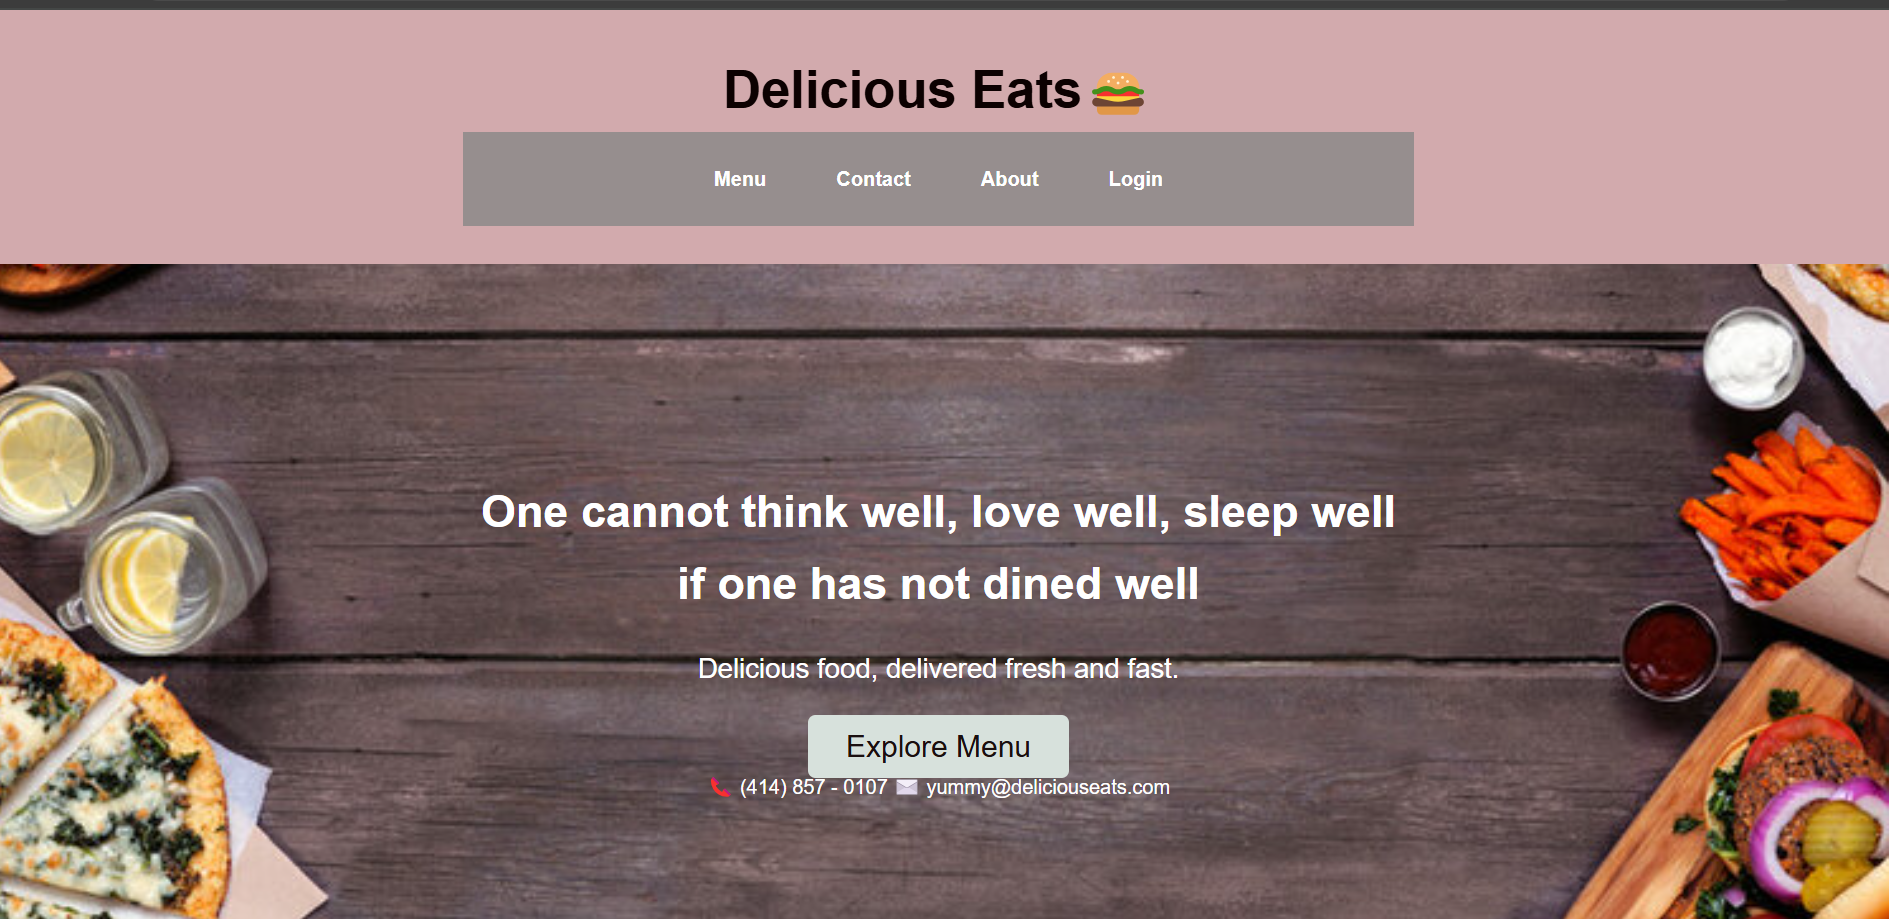 Delicious Eats🍔
Menu Contact About Login
One cannot think well, love well, sleep well
if one has not dined well
Delicious food, delivered fresh and fast.
Explore Menu
📞 (414) 857 - 0107 ✉️ yummy@deliciouseats.com